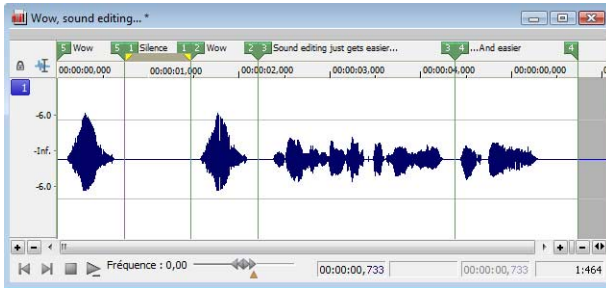 Wow, sound editing... *
5 Wow 5 1 Silence 1 2 Wow 2 3 Sound editing just gets easier... 3 4 ...And easier 4
00:00:00,000 00:00:01,000 00:00:02,000 00:00:03,000 00:00:04,000 00:00:00,000
1
-6.0
-Inf.
-6.0
Fréquence : 0,00 00:00:00,733 00:00:00,733 1:464